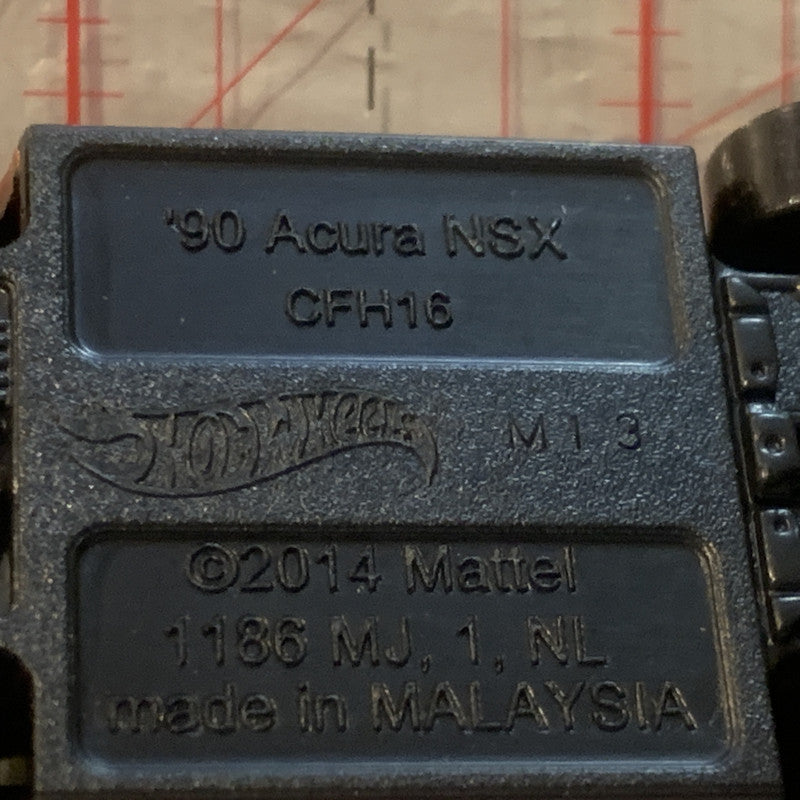 '90 Acura NSX
CFH16
Hot Wheels M13
©2014 Mattel
1186 MJ, 1, NL
made in MALAYSIA